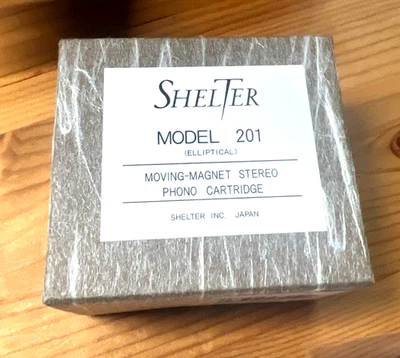 SHELTER
MODEL 201
(ELLIPTICAL)
MOVING-MAGNET STEREO
PHONO CARTRIDGE
SHELTER INC. JAPAN